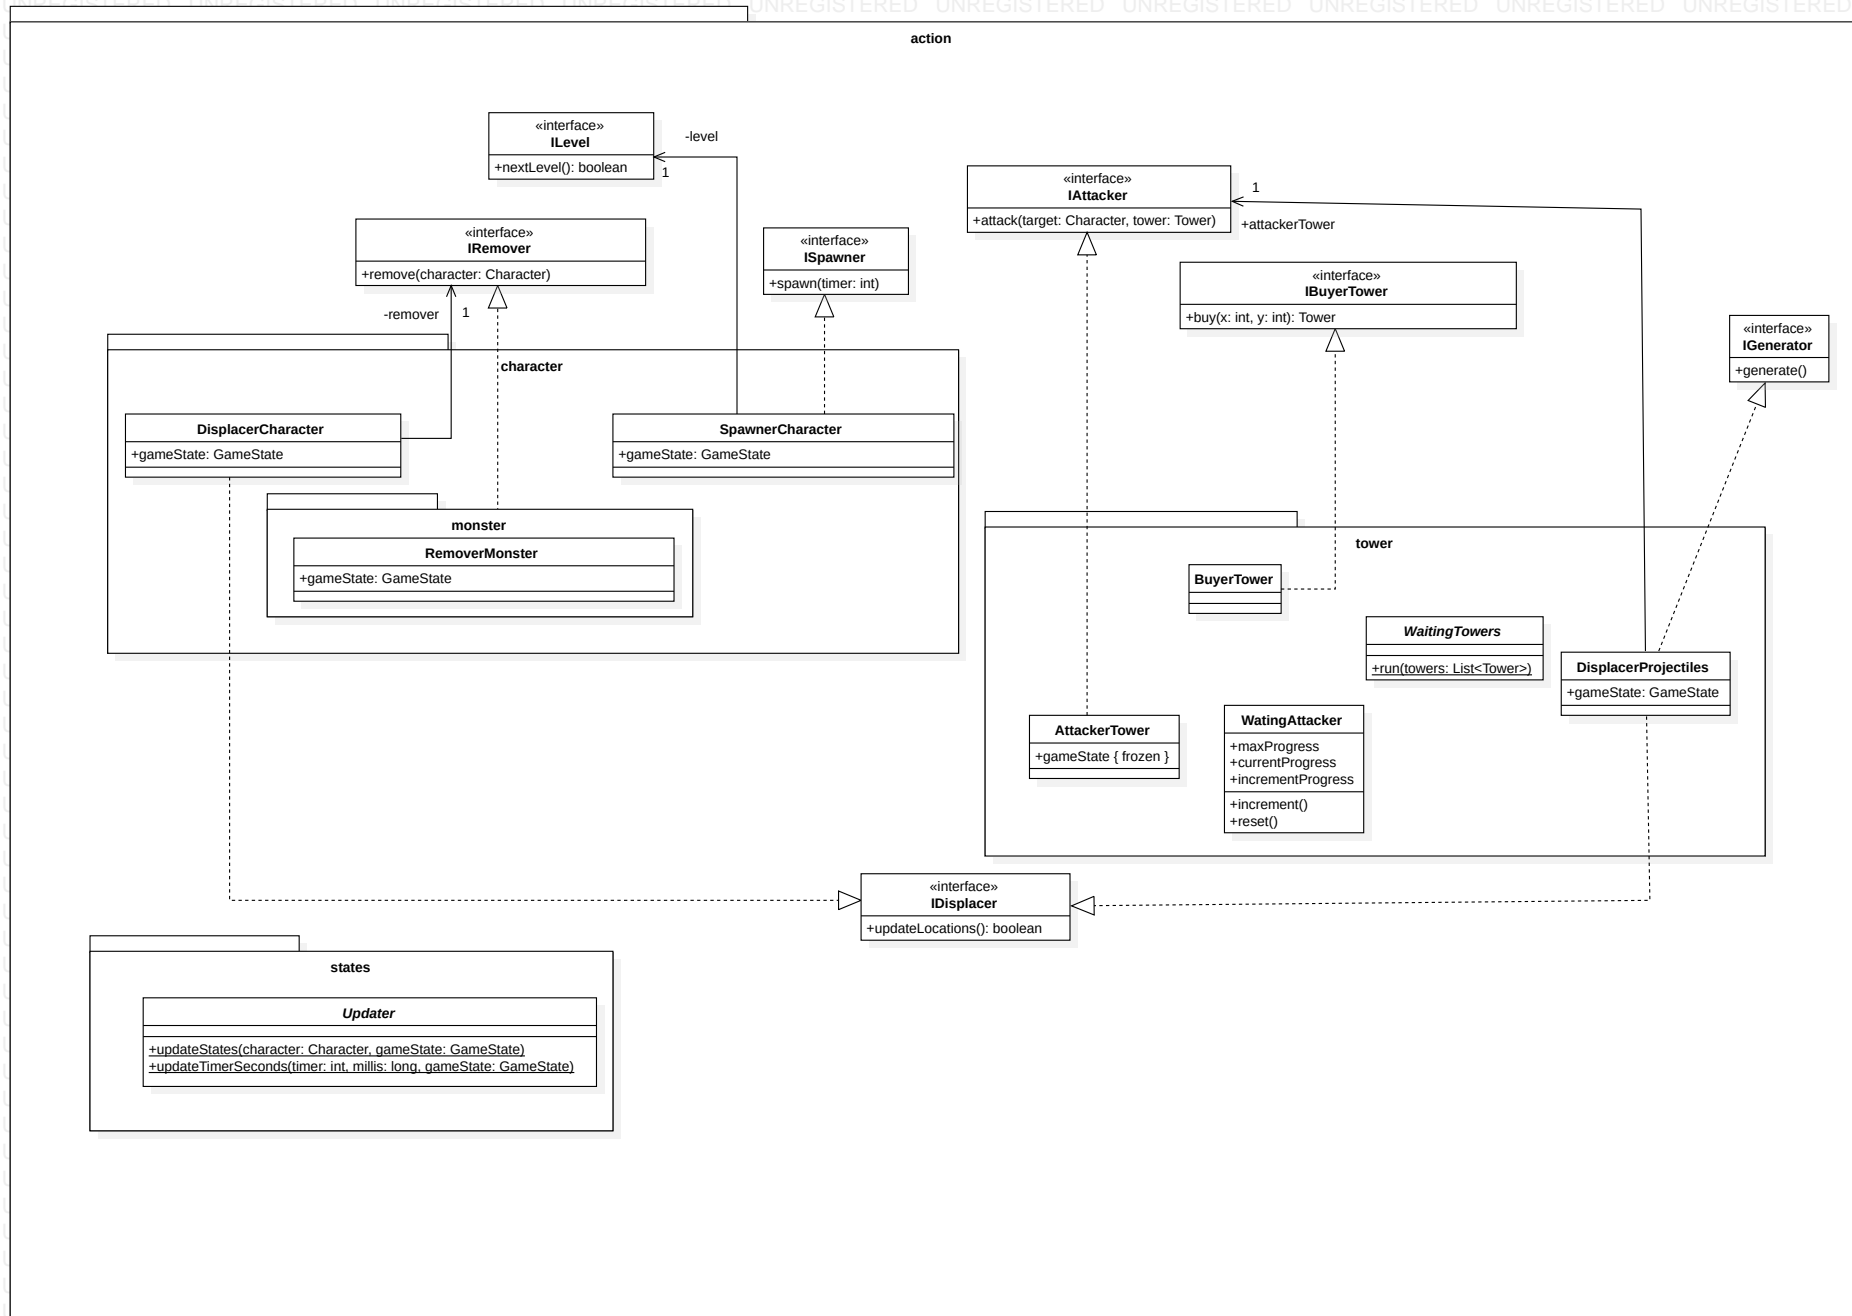 UNREGISTERED UNREGISTERED UNREGISTERED UNREGISTERED UNREGISTERED UNREGISTERED
action
«interface»
ILevel
+nextLevel(): boolean
-level
1
«interface»
IRemover
+remove(character: Character)
-remover
1
«interface»
ISpawner
+spawn(timer: int)
«interface»
IAttacker
+attack(target: Character, tower: Tower)
1
+attackerTower
«interface»
IBuyerTower
+buy(x: int, y: int): Tower
«interface»
IGenerator
+generate()
character
DisplacerCharacter
+gameState: GameState
SpawnerCharacter
+gameState: GameState
monster
RemoverMonster
+gameState: GameState
tower
BuyerTower
WaitingTowers
+run(towers: List<Tower>)
DisplacerProjectiles
+gameState: GameState
AttackerTower
+gameState { frozen }
WatingAttacker
+maxProgress
+currentProgress
+incrementProgress
+increment()
+reset()
«interface»
IDisplacer
+updateLocations(): boolean
states
Updater
+updateStates(character: Character, gameState: GameState)
+updateTimerSeconds(timer: int, millis: long, gameState: GameState)